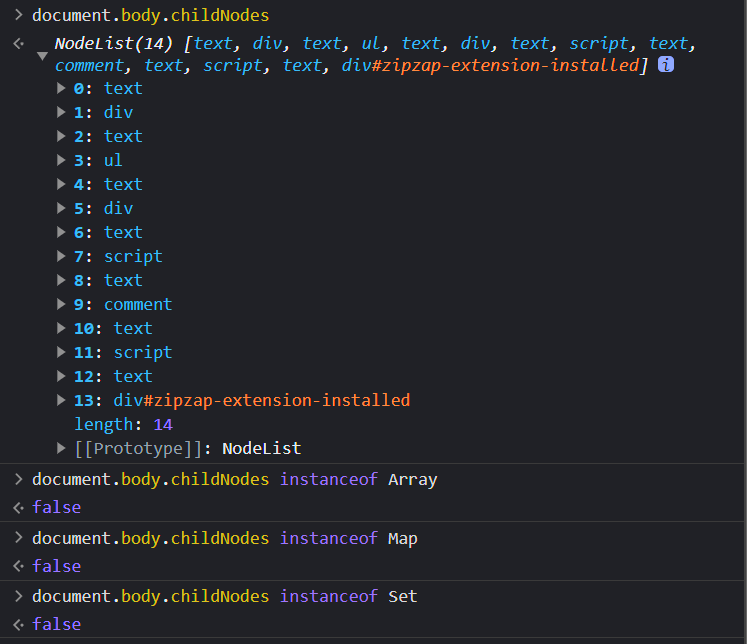 document.body.childNodes
NodeList(14) [text, div, text, ul, text, div, text, script, text,
comment, text, script, text, div#zipzap-extension-installed] i
0: text
1: div
2: text
3: ul
4: text
5: div
6: text
7: script
8: text
9: comment
10: text
11: script
12: text
13: div#zipzap-extension-installed
length: 14
[[Prototype]]: NodeList
document.body.childNodes instanceof Array
false
document.body.childNodes instanceof Map
false
document.body.childNodes instanceof Set
false